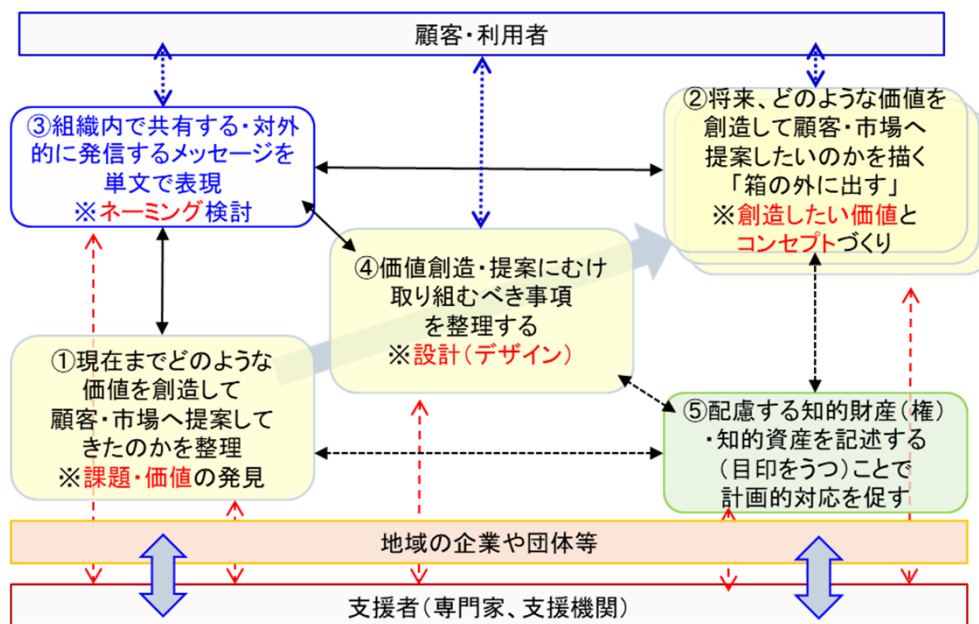 顧客・利用者
③組織内で共有する・対外
的に発信するメッセージを
単文で表現
※ネーミング検討
②将来、どのような価値を
創造して顧客・市場へ
提案したいのかを描く
「箱の外に出す」
※創造したい価値と
コンセプトづくり
④価値創造・提案にむけ
取り組むべき事項
を整理する
※設計(デザイン)
①現在までどのような
価値を創造して
顧客・市場へ提案して
きたのかを整理
※課題・価値の発見
⑤配慮する知的財産(権)
・知的資産を記述する
(目印をうつ)ことで
計画的対応を促す
地域の企業や団体等
支援者(専門家、支援機関)